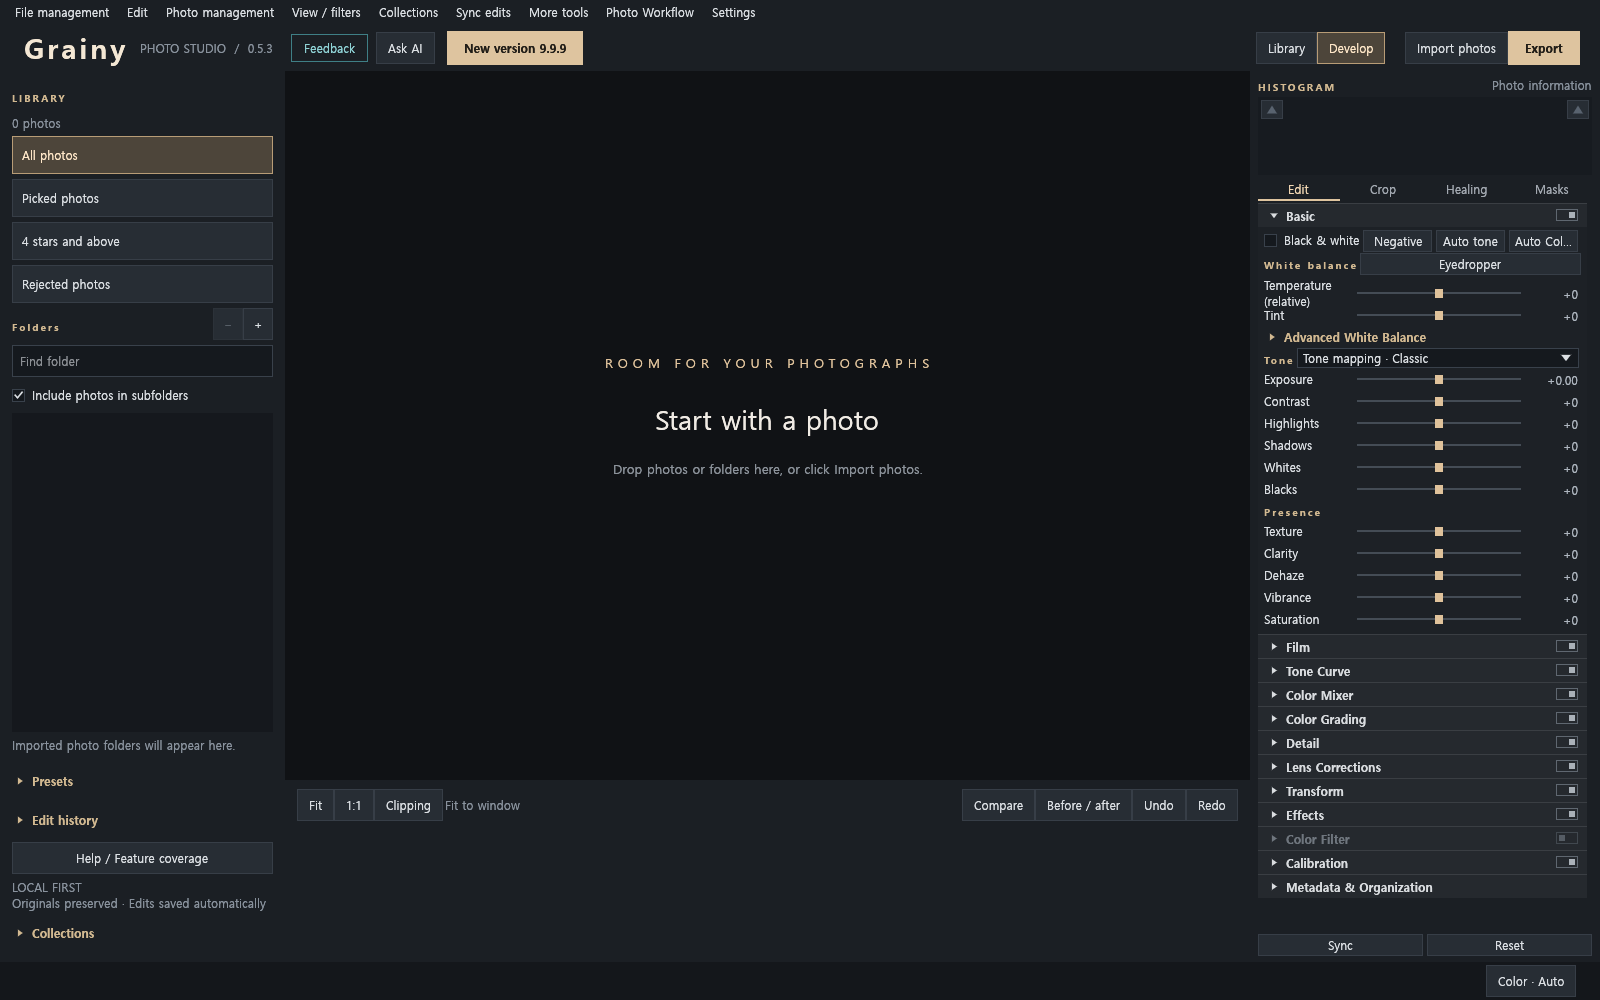 File management Edit Photo management View / filters Collections Sync edits More tools Photo Workflow Settings
Grainy PHOTO STUDIO / 0.5.3 Feedback Ask AI New version 9.9.9 Library Develop Import photos Export
LIBRARY
0 photos
All photos
Picked photos
4 stars and above
Rejected photos
Folders − +
Find folder
Include photos in subfolders
Imported photo folders will appear here.
Presets
Edit history
Help / Feature coverage
LOCAL FIRST
Originals preserved · Edits saved automatically
Collections
ROOM FOR YOUR PHOTOGRAPHS
Start with a photo
Drop photos or folders here, or click Import photos.
Fit 1:1 Clipping Fit to window Compare Before / after Undo Redo
HISTOGRAM Photo information
Edit Crop Healing Masks
Basic
Black & white Negative Auto tone Auto Col...
White balance Eyedropper
Temperature
(relative) +0
Tint +0
Advanced White Balance
Tone Tone mapping · Classic
Exposure +0.00
Contrast +0
Highlights +0
Shadows +0
Whites +0
Blacks +0
Presence
Texture +0
Clarity +0
Dehaze +0
Vibrance +0
Saturation +0
Film
Tone Curve
Color Mixer
Color Grading
Detail
Lens Corrections
Transform
Effects
Color Filter
Calibration
Metadata & Organization
Sync Reset
Color · Auto